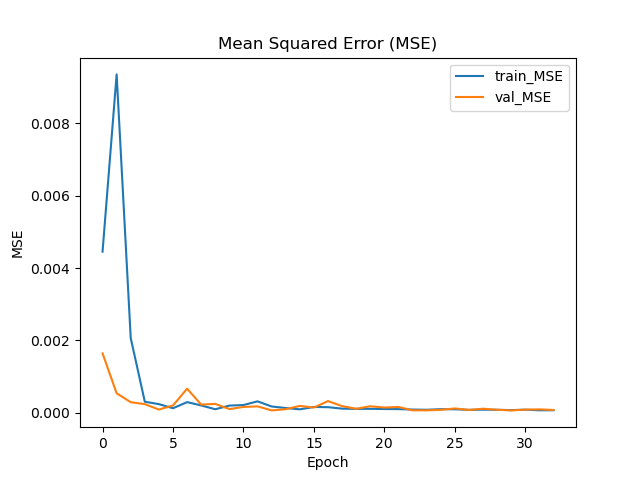 Mean Squared Error (MSE)
train_MSE
val_MSE
0.008
0.006
0.004
0.002
0.000
MSE
0 5 10 15 20 25 30
Epoch